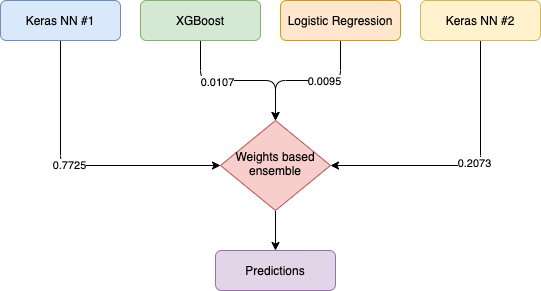 Keras NN #1
XGBoost
Logistic Regression
Keras NN #2
0.0107
0.0095
0.7725
Weights based
ensemble
0.2073
Predictions